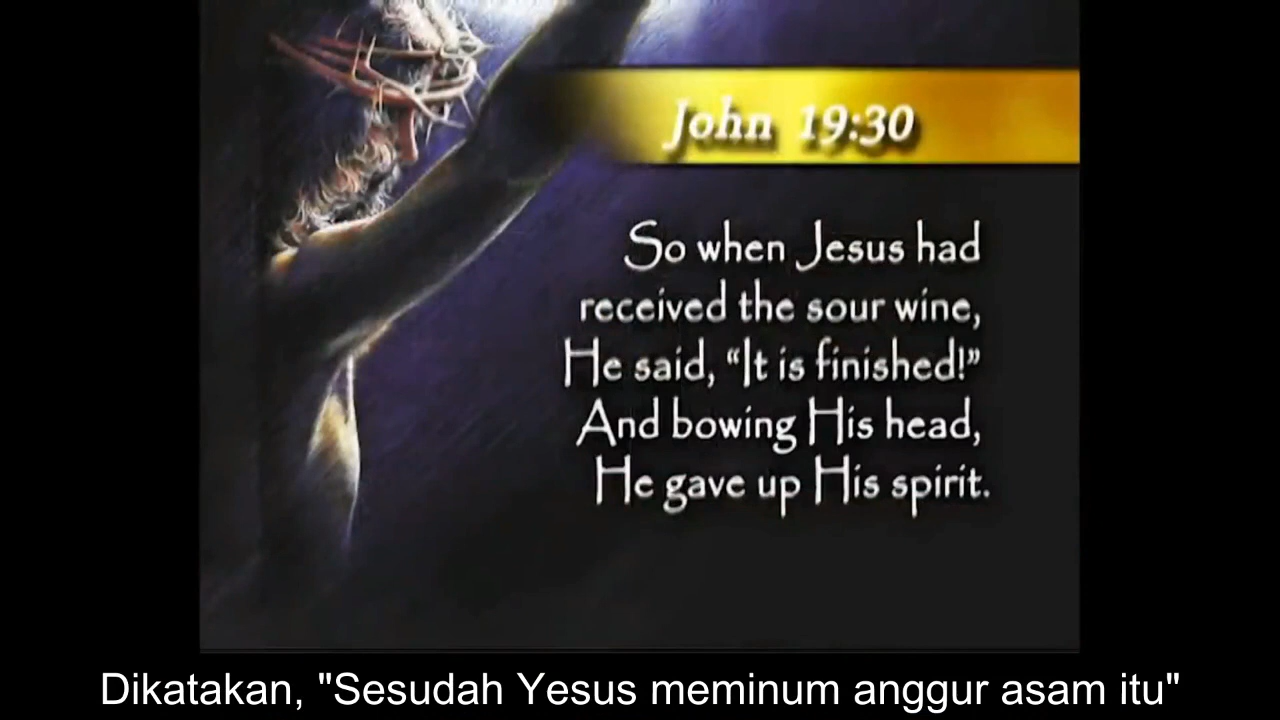 John 19:30
So when Jesus had
received the sour wine,
He said, “It is finished!”
And bowing His head,
He gave up His spirit.
Dikatakan, "Sesudah Yesus meminum anggur asam itu"